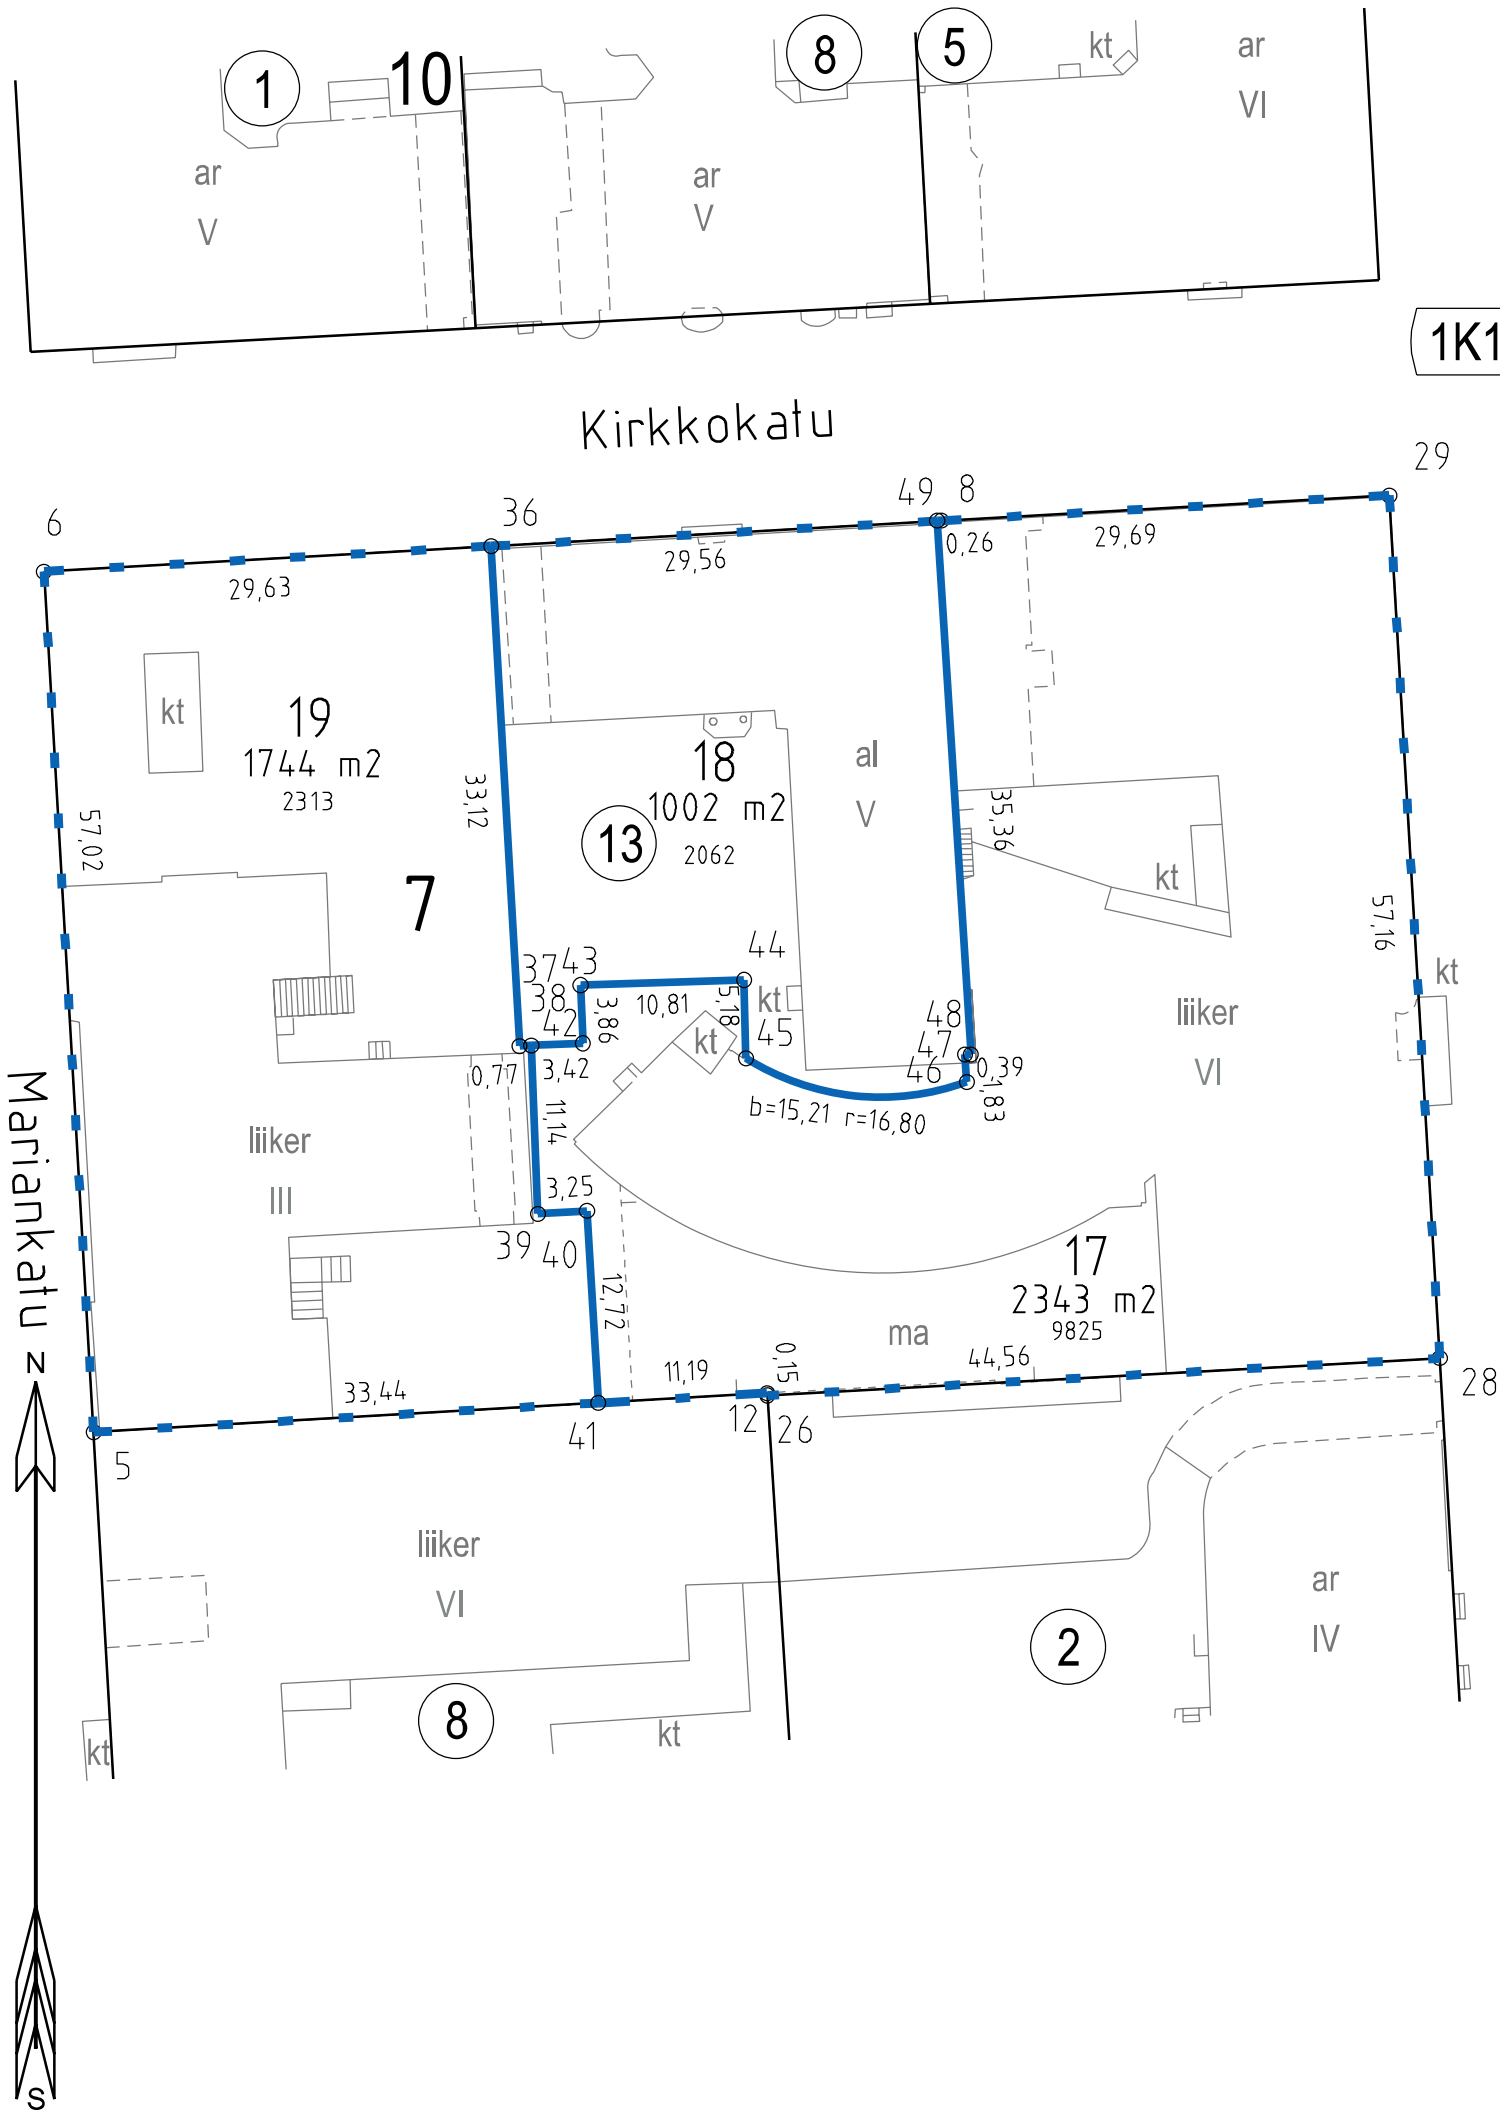 1
10
8
5
kt
ar
VI
ar
V
ar
V
1K1
Kirkkokatu
29
6
36
49
8
0,26
29,69
29,56
29,63
kt
19
1744 m2
2313
33,12
18
1002 m2
2062
13
al
V
35,36
57,02
7
kt
57,16
37
43
44
38
42
3,86
10,81
5,18
kt
45
kt
48
47
46
0,39
1,83
liiker
VI
kt
0,77
3,42
11,14
b=15,21 r=16,80
Mariankatu
liiker
III
3,25
39
40
12,72
17
2343 m2
9825
ma
0,15
11,19
44,56
33,44
N
28
5
41
12
26
liiker
VI
ar
IV
2
8
kt
kt
S